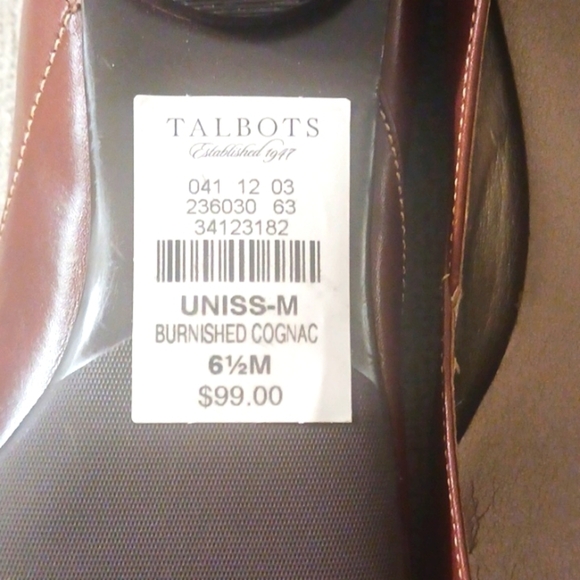 TALBOTS
Established 1947
041 12 03
236030 63
34123182
UNISS-M
BURNISHED COGNAC
6½M
$99.00